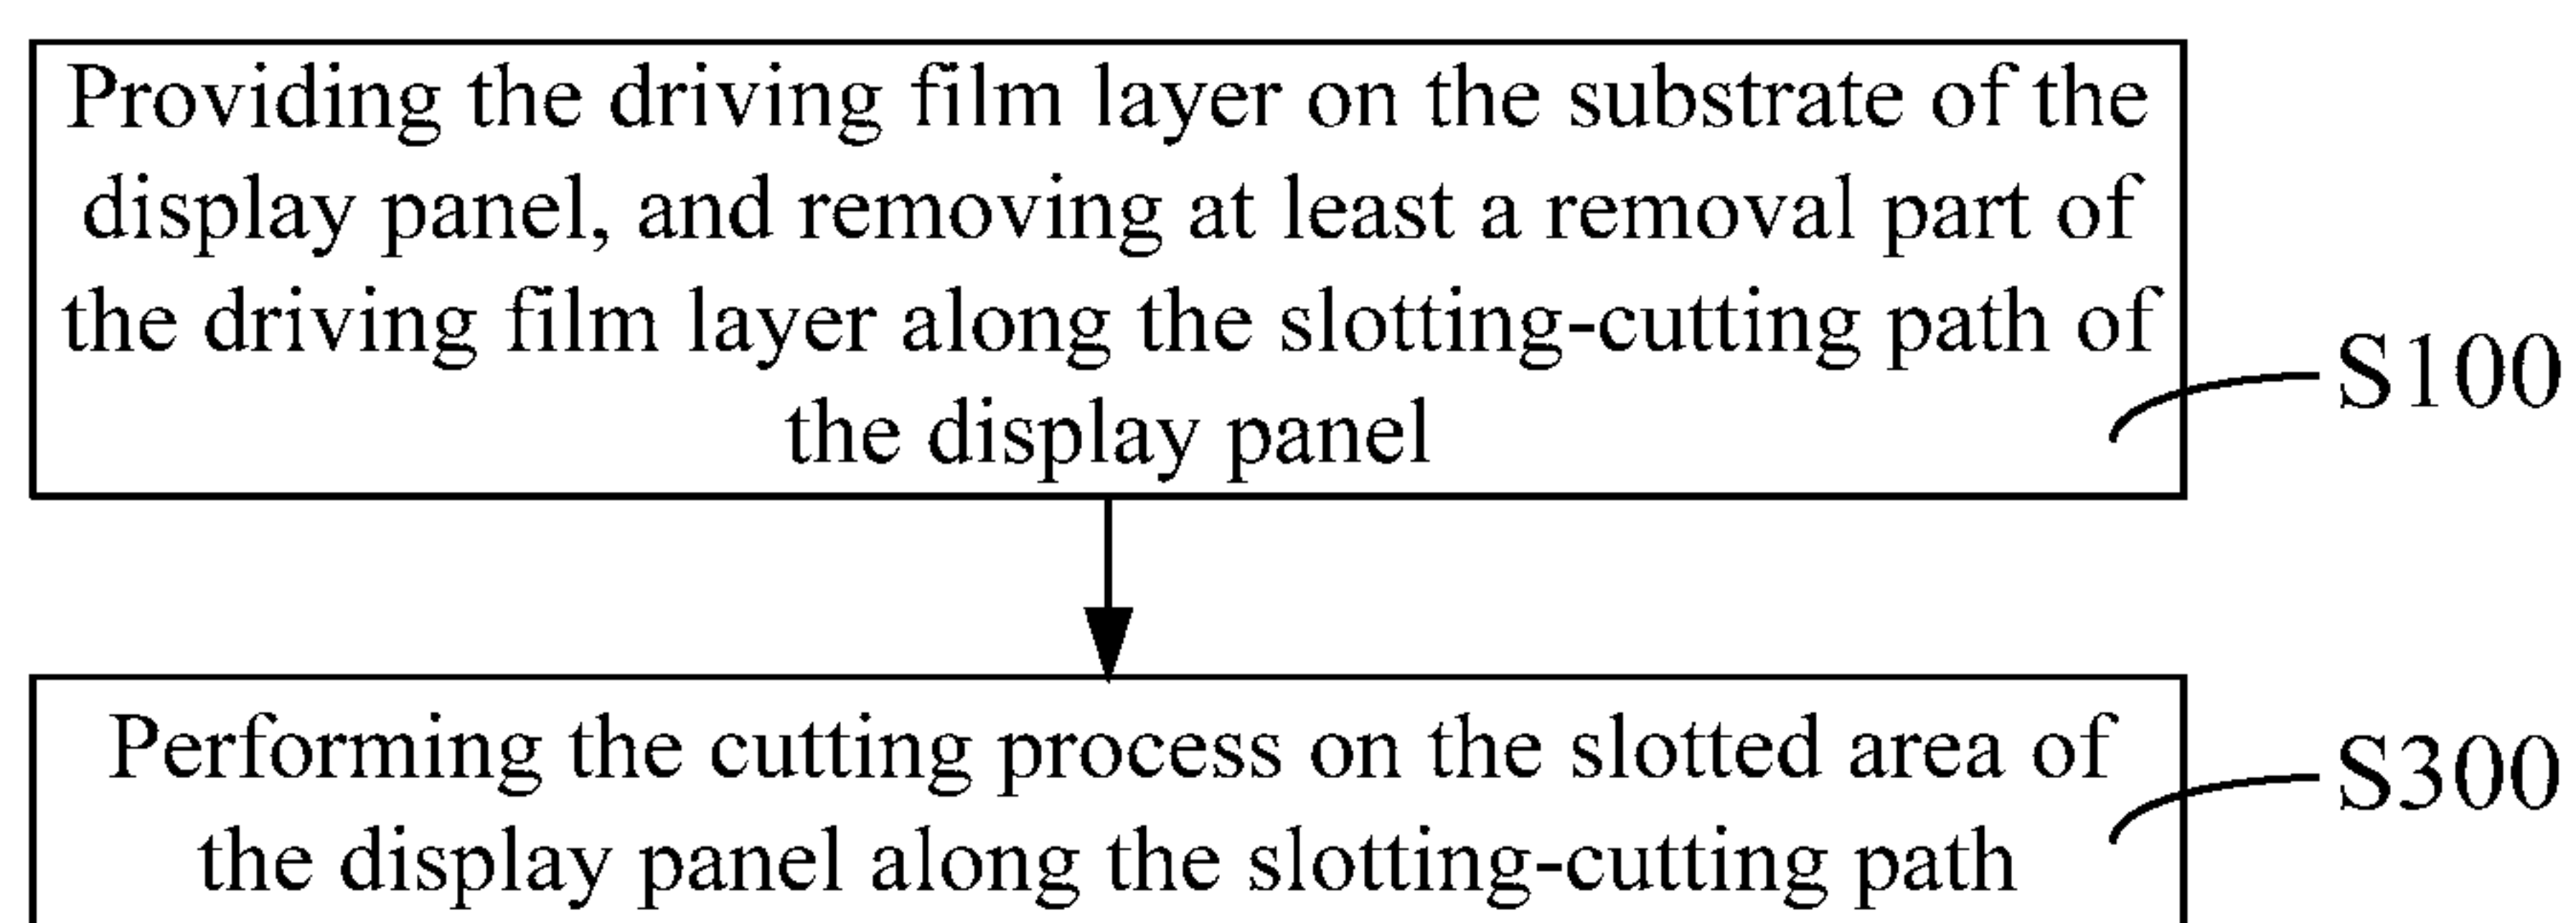 Providing the driving film layer on the substrate of the
display panel, and removing at least a removal part of
the driving film layer along the slotting-cutting path of
the display panel
S100
Performing the cutting process on the slotted area of
the display panel along the slotting-cutting path
S300